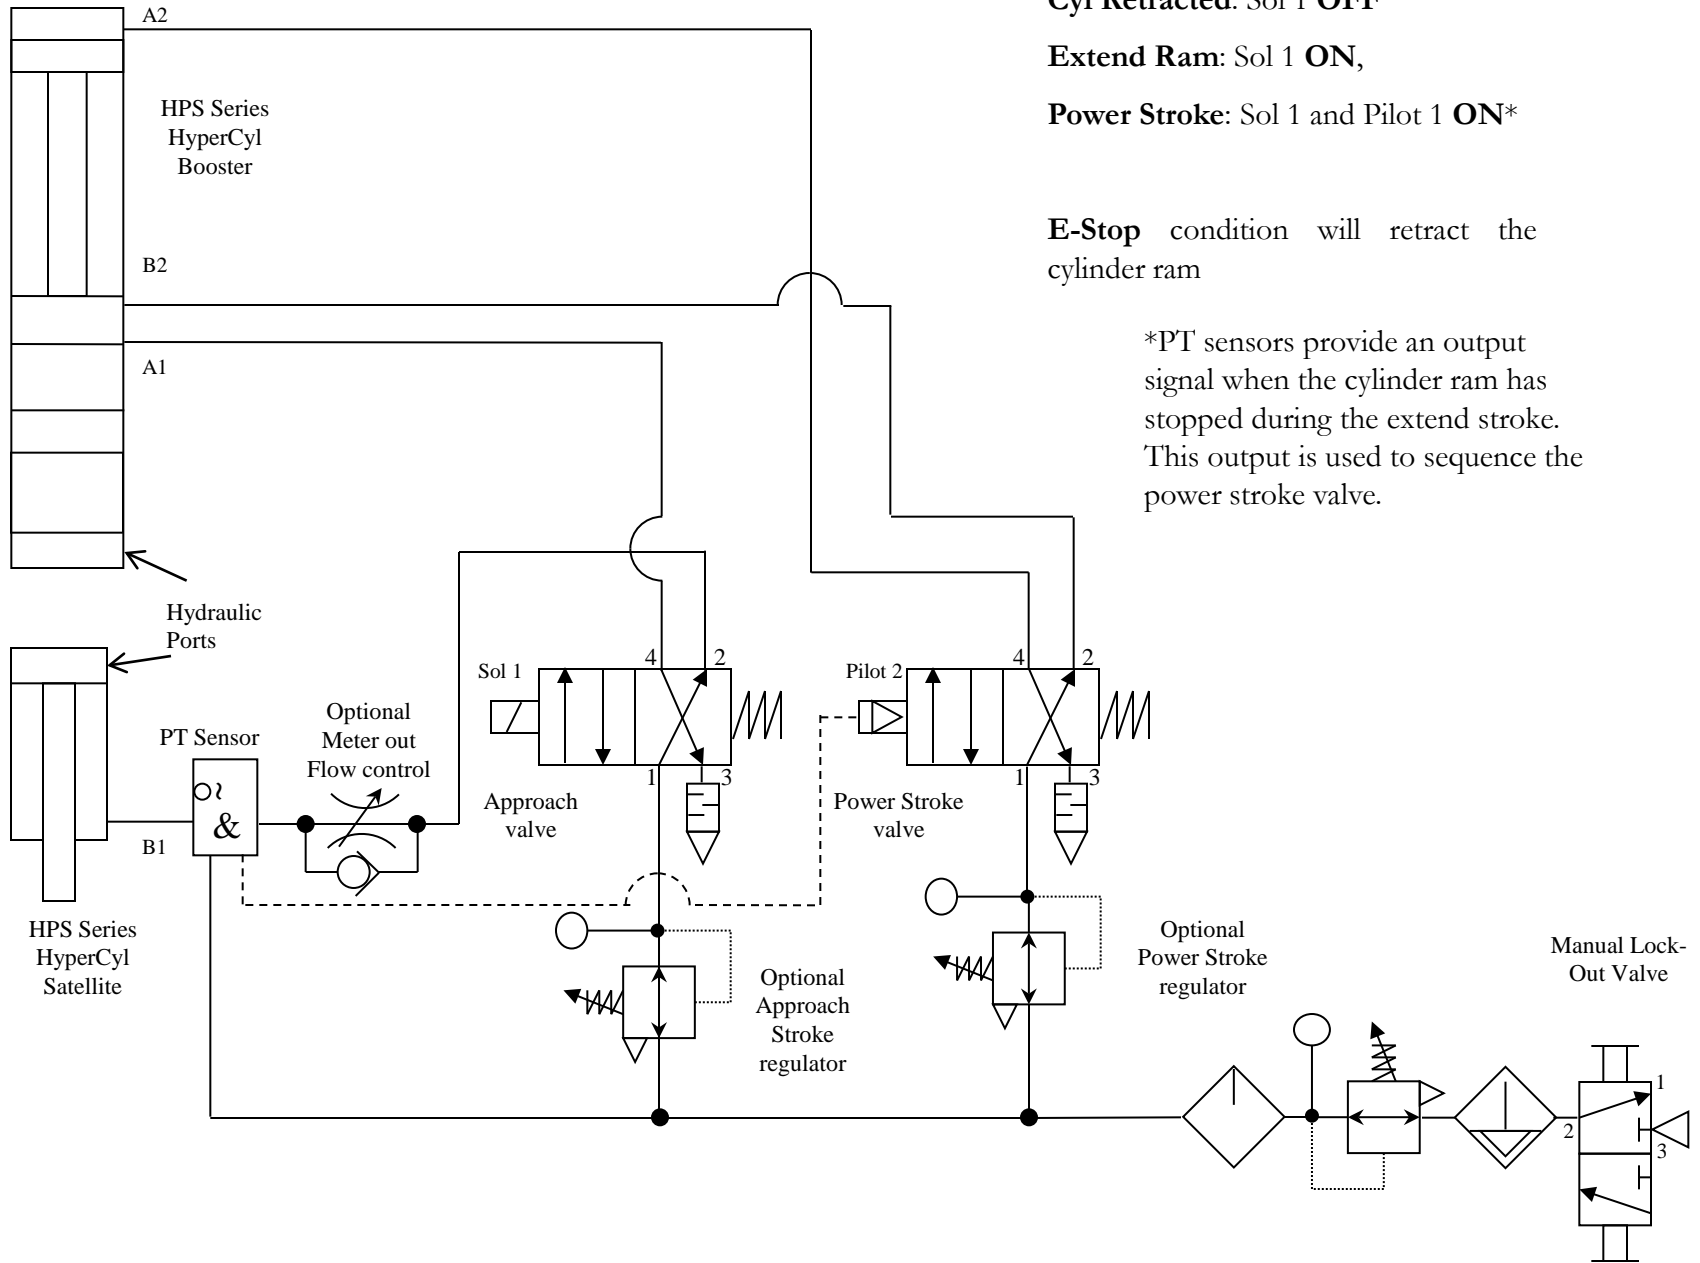 A2
Cyl Retracted: Sol 1 OFF
Extend Ram: Sol 1 ON,
Power Stroke: Sol 1 and Pilot 1 ON*
HPS Series
HyperCyl
Booster
E-Stop condition will retract the
cylinder ram
B2
*PT sensors provide an output
signal when the cylinder ram has
stopped during the extend stroke.
This output is used to sequence the
power stroke valve.
A1
Hydraulic
Ports
Sol 1
4
2
Pilot 2
4
2
PT Sensor
Optional
Meter out
Flow control
&
1
3
1
3
Approach
valve
Power Stroke
valve
B1
HPS Series
HyperCyl
Satellite
Optional
Approach
Stroke
regulator
Optional
Power Stroke
regulator
Manual Lock-
Out Valve
1
2
3